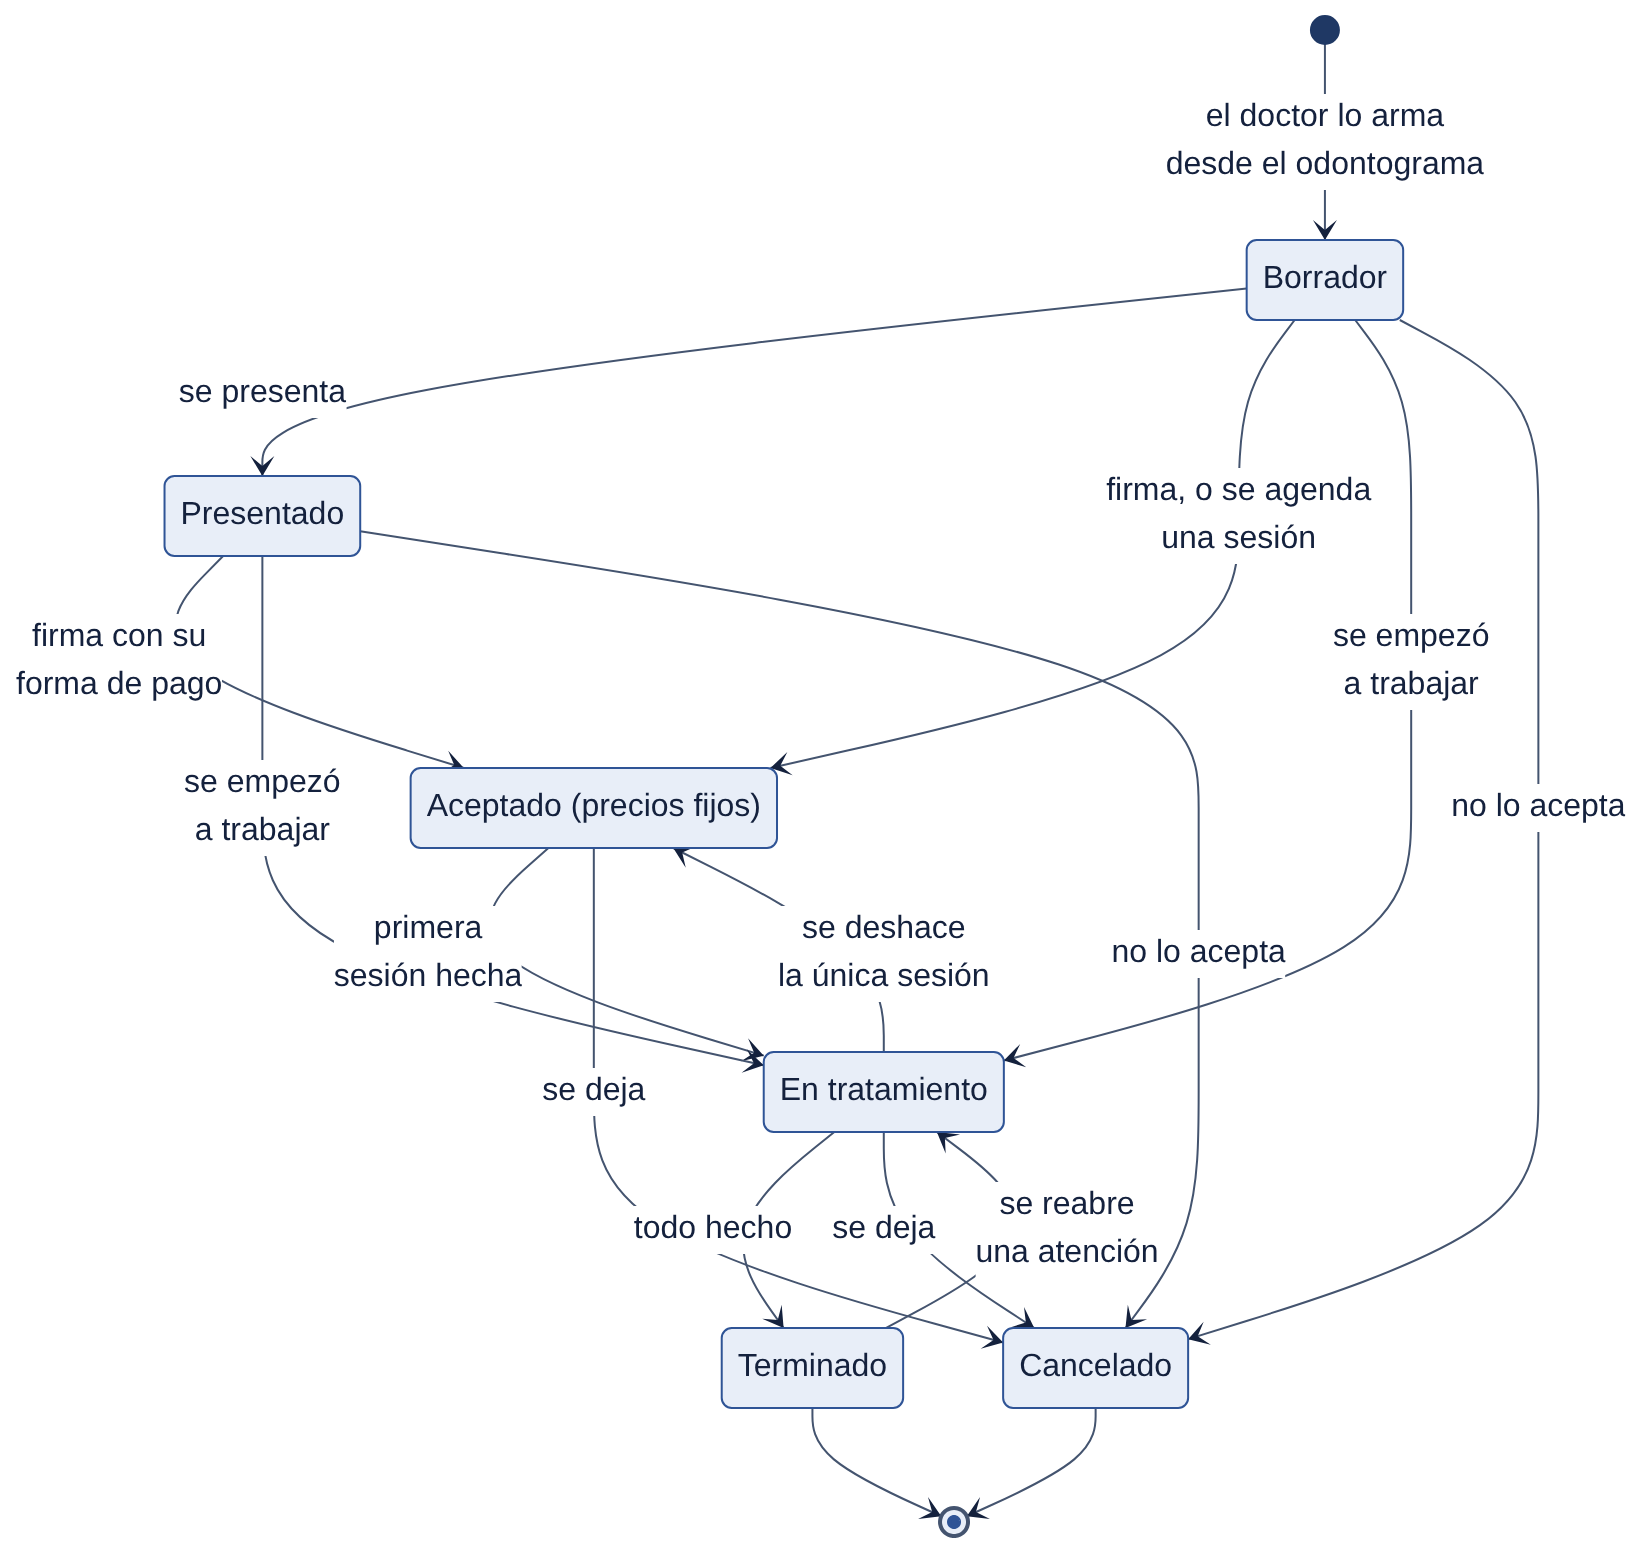 el doctor lo arma
desde el odontograma
Borrador
se presenta
Presentado
firma, o se agenda
una sesión
firma con su
forma de pago
se empezó
a trabajar
se empezó
a trabajar
Aceptado (precios fijos)
no lo acepta
primera
sesión hecha
se deshace
la única sesión
no lo acepta
se deja
En tratamiento
todo hecho
se deja
se reabre
una atención
Terminado
Cancelado